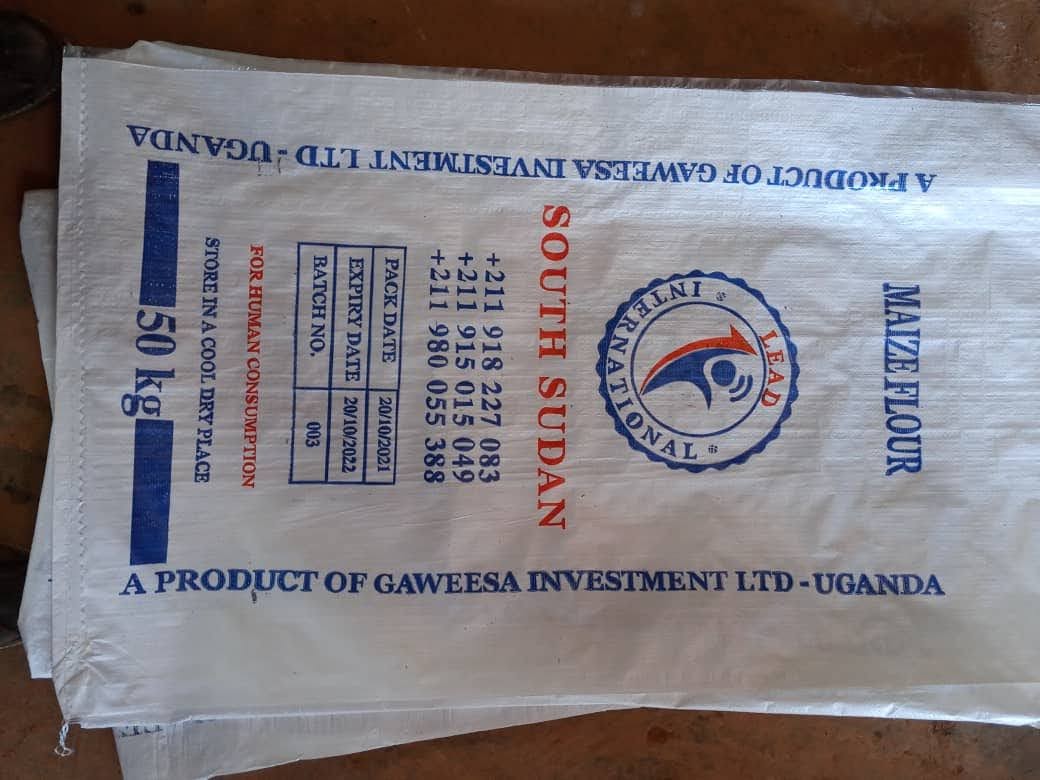 MAIZE FLOUR
LEAD
INTERNATIONAL
SOUTH SUDAN
+211 918 227 083
+211 915 015 049
+211 980 055 388
PACK DATE 20/10/2021
EXPIRY DATE 20/10/2022
BATCH NO. 003
FOR HUMAN CONSUMPTION
STORE IN A COOL DRY PLACE
50 kg
A PRODUCT OF GAWEESA INVESTMENT LTD - UGANDA
A PRODUCT OF GAWEESA INVESTMENT LTD - UGANDA